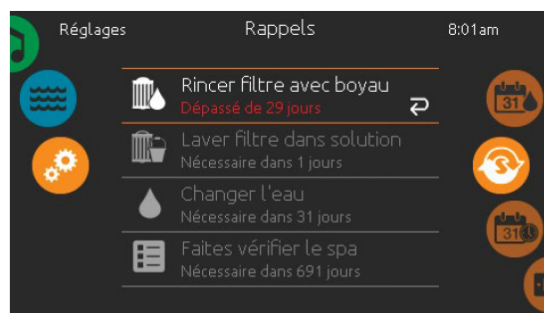 Réglages
Rappels
8:01am
Rincer filtre avec boyau
Dépassé de 29 jours
Laver filtre dans solution
Nécessaire dans 1 jours
Changer l'eau
Nécessaire dans 31 jours
Faites vérifier le spa
Nécessaire dans 691 jours
31
31